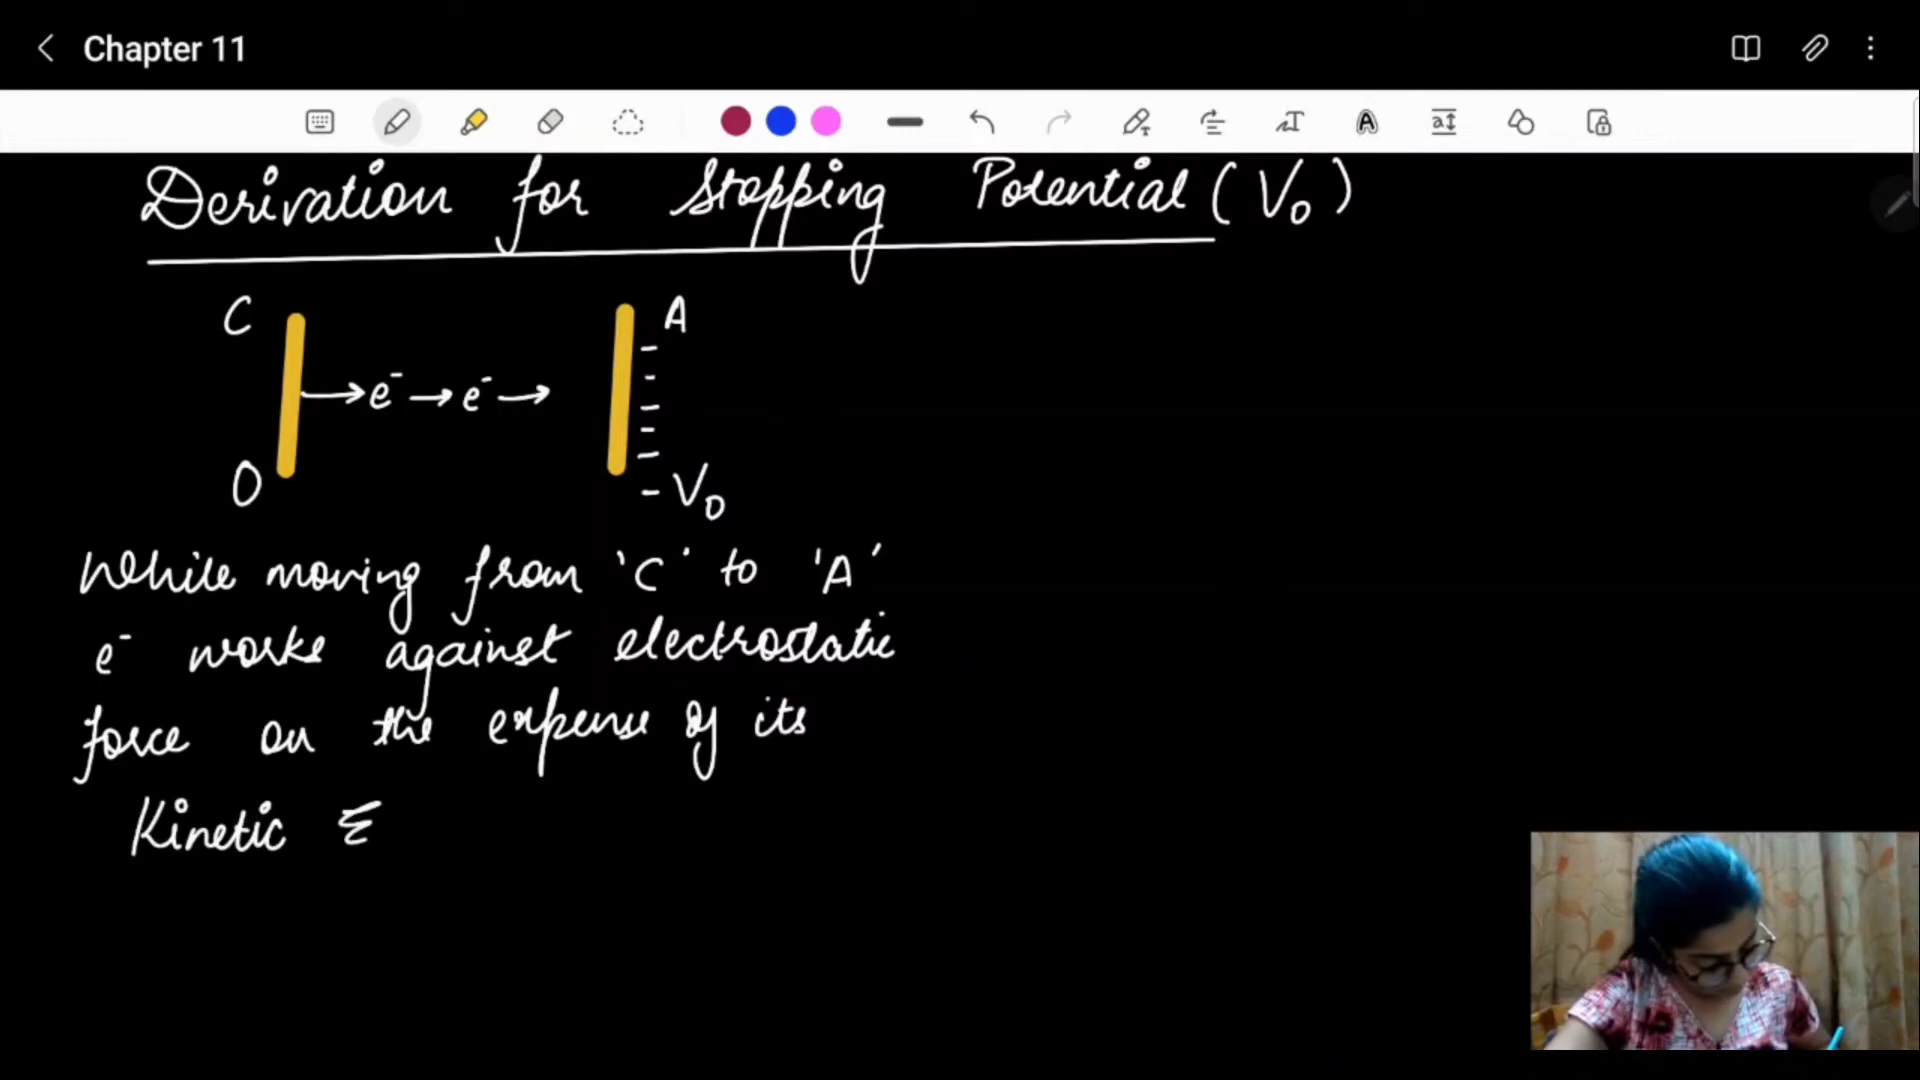 Chapter 11
Derivation for Stopping Potential (V₀)
C
A
→e⁻→e⁻→
O
- V₀
While moving from 'C' to 'A'
e⁻ works against electrostatic
force on the expense of its
Kinetic E